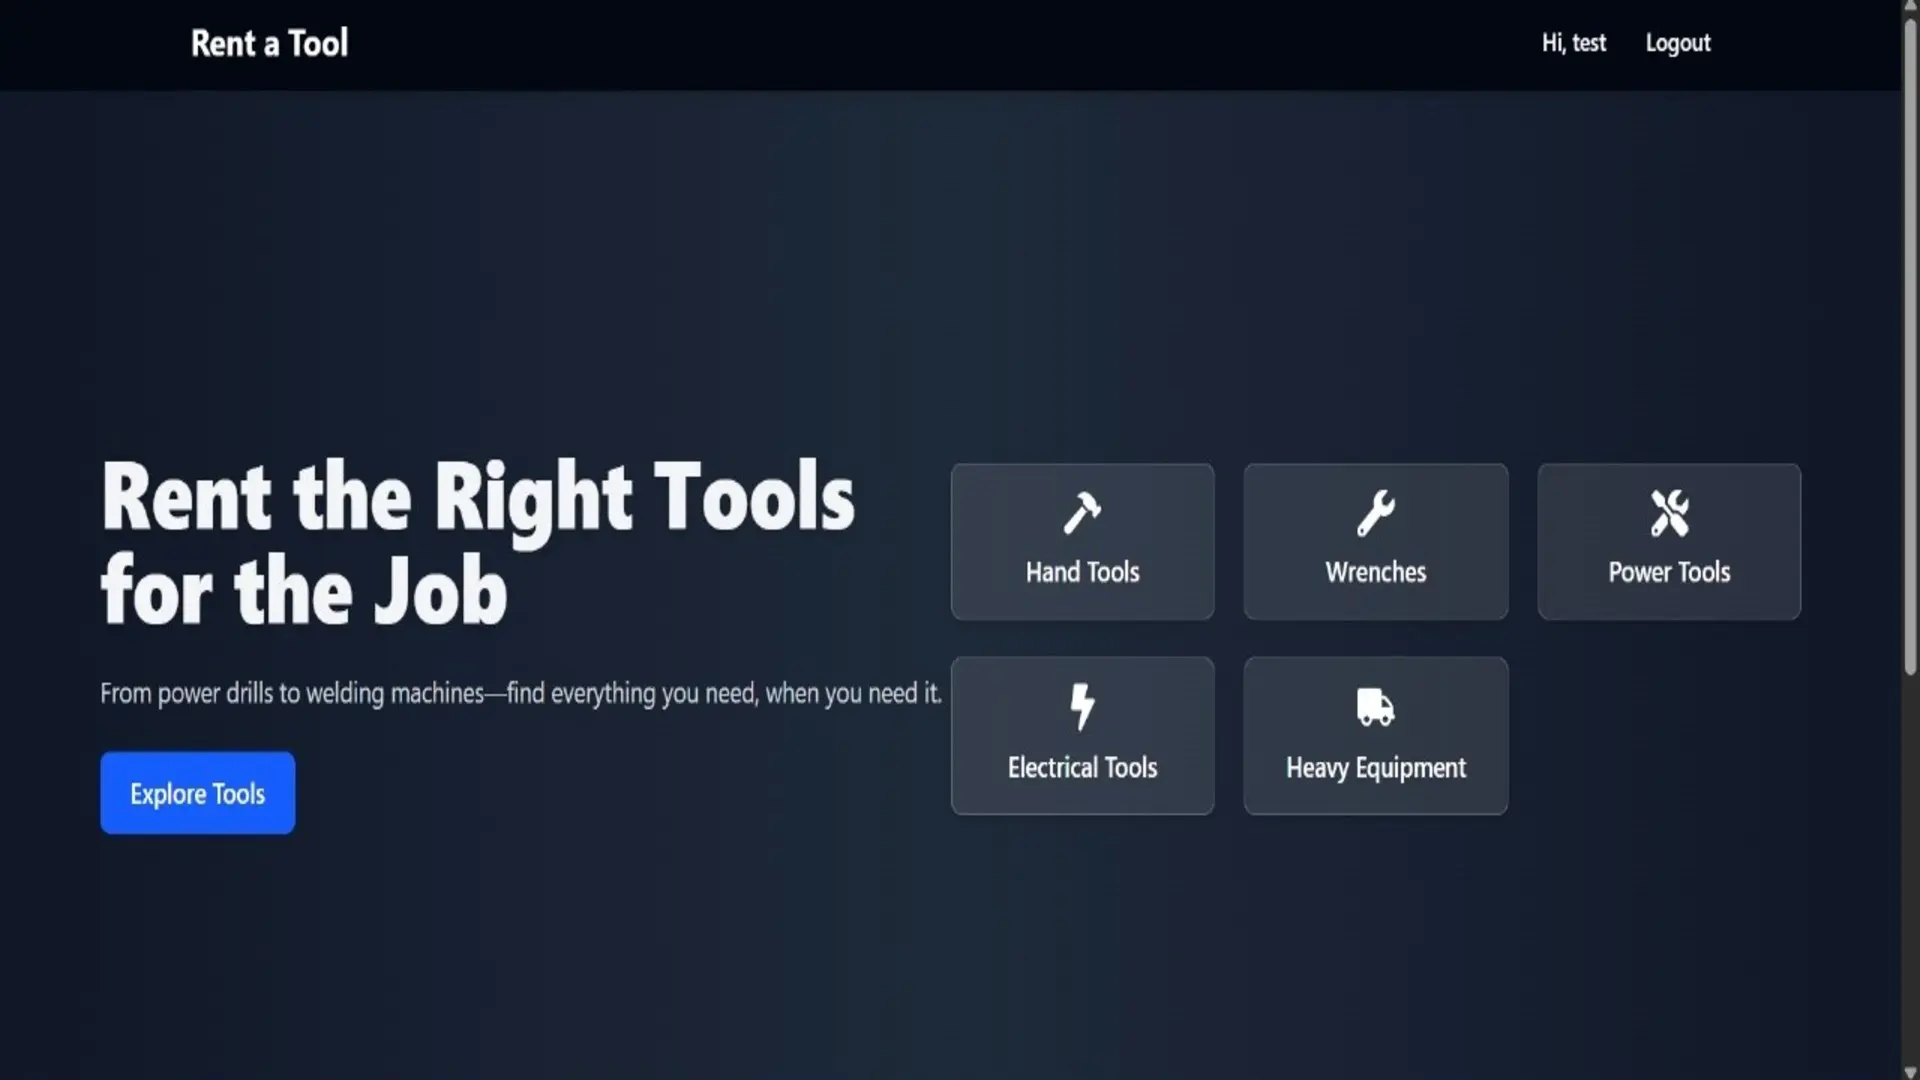 Rent a Tool
Hi, test
Logout
Rent the Right Tools
for the Job
From power drills to welding machines—find everything you need, when you need it.
Explore Tools
Hand Tools
Wrenches
Power Tools
Electrical Tools
Heavy Equipment